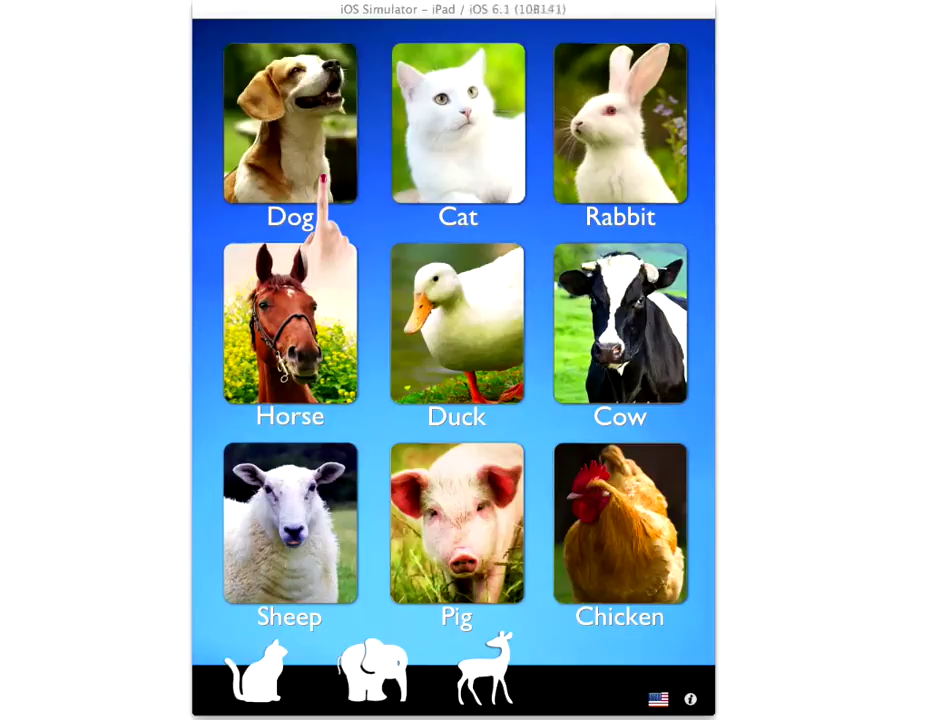 iOS Simulator – iPad / iOS 6.1 (10B141)
Dog
Cat
Rabbit
Horse
Duck
Cow
Sheep
Pig
Chicken